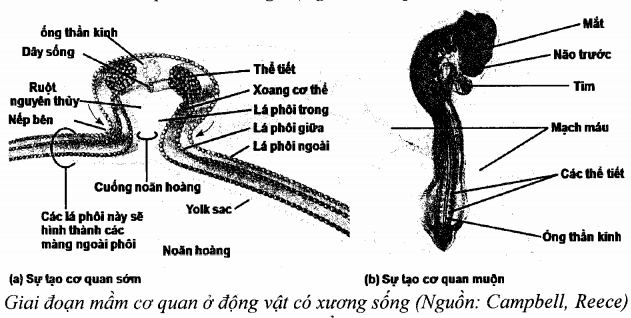 ống thần kinh
Dây sống
Ruột
nguyên thủy
Nếp bên
Thể tiết
Xoang cơ thể
Lá phôi trong
Lá phôi giữa
Lá phôi ngoài
Cuống noãn hoàng
Các lá phôi này sẽ
hình thành các
màng ngoài phôi
Yolk sac
Noãn hoàng
(a) Sự tạo cơ quan sớm
Mắt
Não trước
Tim
Mạch máu
Các thể tiết
Ống thần kinh
(b) Sự tạo cơ quan muộn
Giai đoạn mầm cơ quan ở động vật có xương sống (Nguồn: Campbell, Reece)